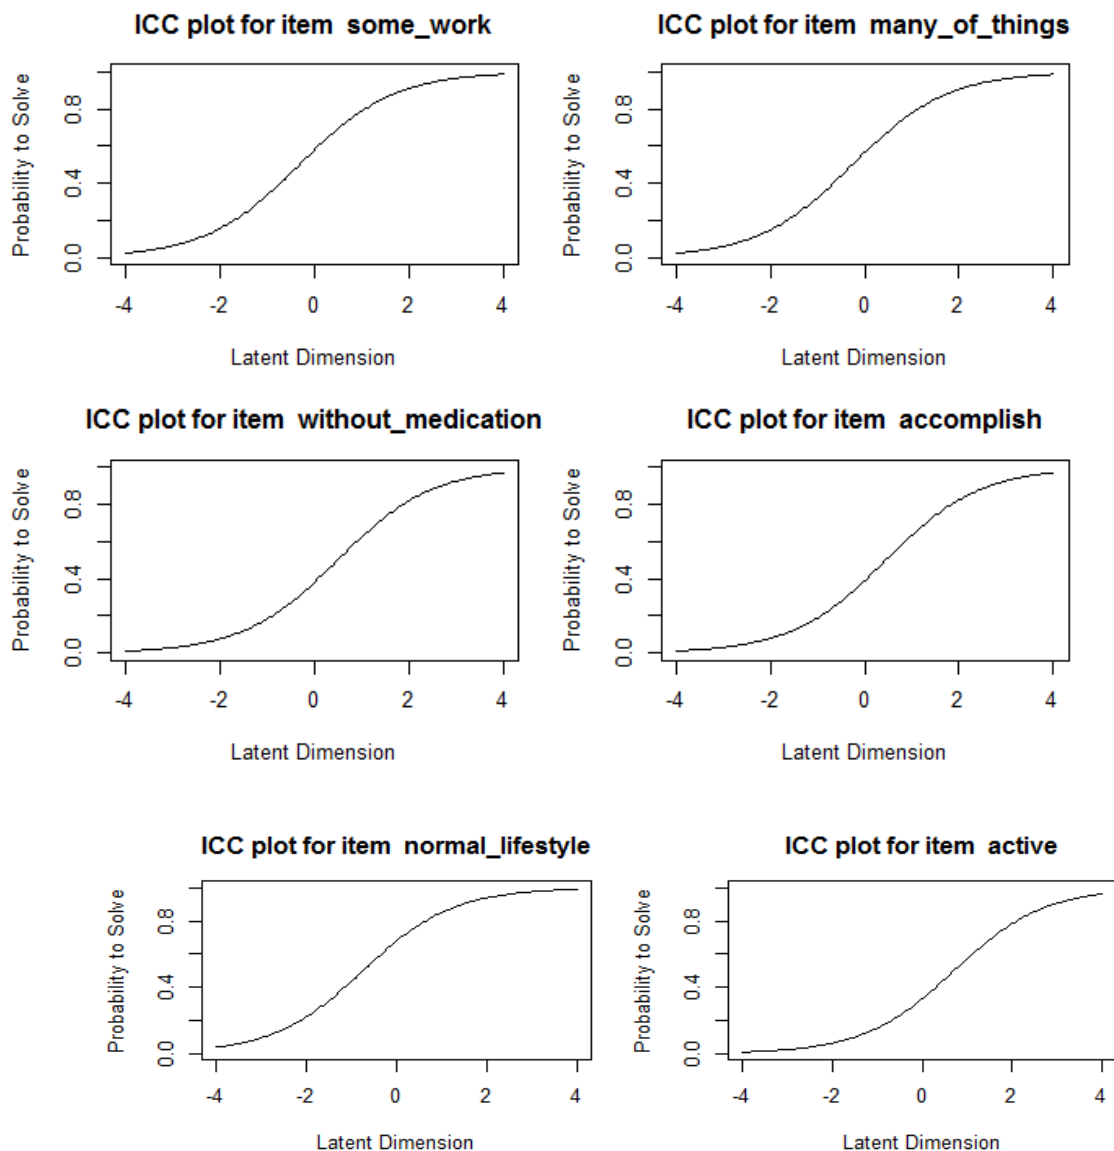 ICC plot for item some_work
Probability to Solve
0.0 0.4 0.8
-4 -2 0 2 4
Latent Dimension
ICC plot for item many_of_things
Probability to Solve
0.0 0.4 0.8
-4 -2 0 2 4
Latent Dimension
ICC plot for item without_medication
Probability to Solve
0.0 0.4 0.8
-4 -2 0 2 4
Latent Dimension
ICC plot for item accomplish
Probability to Solve
0.0 0.4 0.8
-4 -2 0 2 4
Latent Dimension
ICC plot for item normal_lifestyle
Probability to Solve
0.0 0.4 0.8
-4 -2 0 2 4
Latent Dimension
ICC plot for item active
Probability to Solve
0.0 0.4 0.8
-4 -2 0 2 4
Latent Dimension